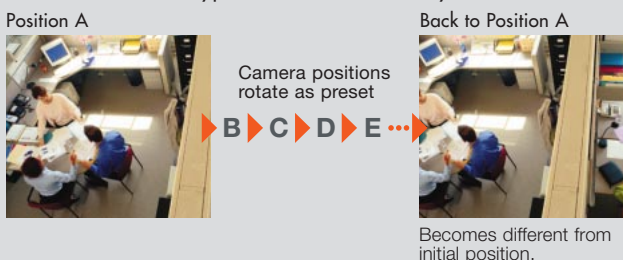 Position A
Back to Position A
Camera positions
rotate as preset
B C D E ...
Becomes different from
initial position.